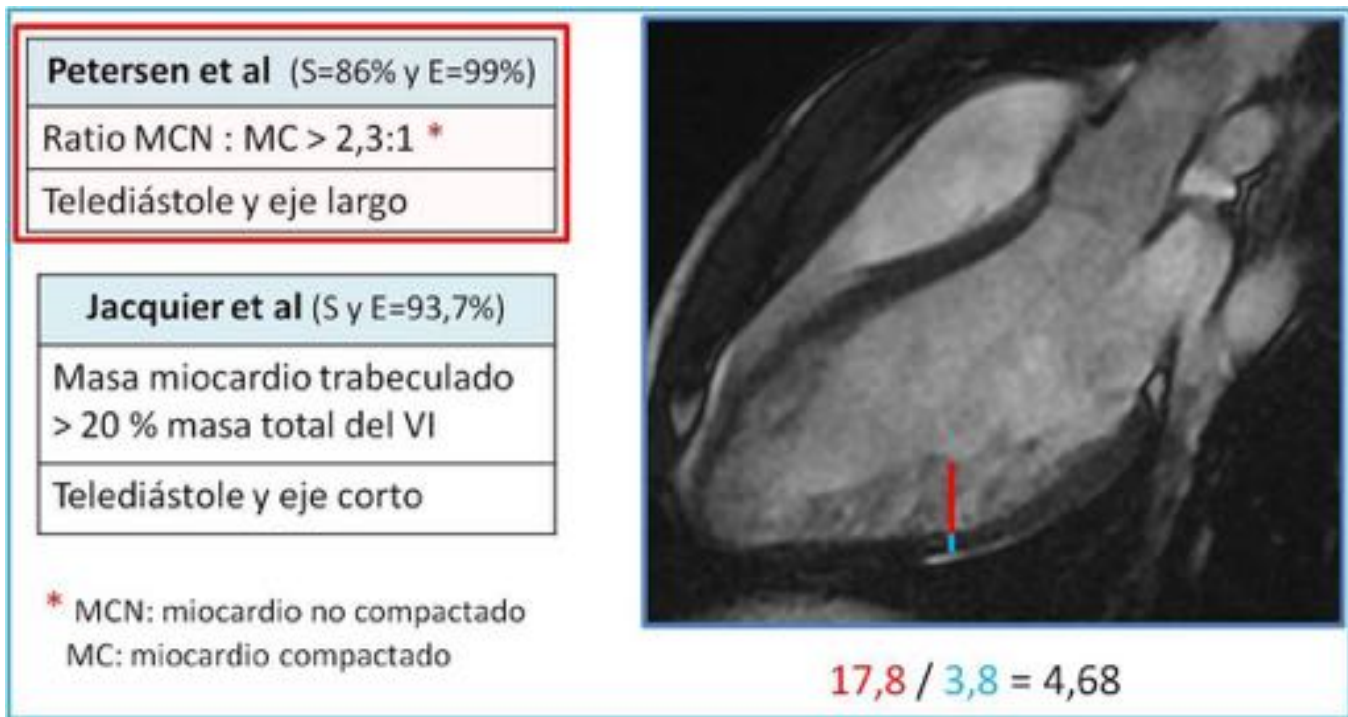 Petersen et al (S=86% y E=99%)
Ratio MCN : MC > 2,3:1 *
Telediástole y eje largo
Jacquier et al (S y E=93,7%)
Masa miocardio trabeculado
> 20 % masa total del VI
Telediástole y eje corto
* MCN: miocardio no compactado
MC: miocardio compactado
17,8 / 3,8 = 4,68